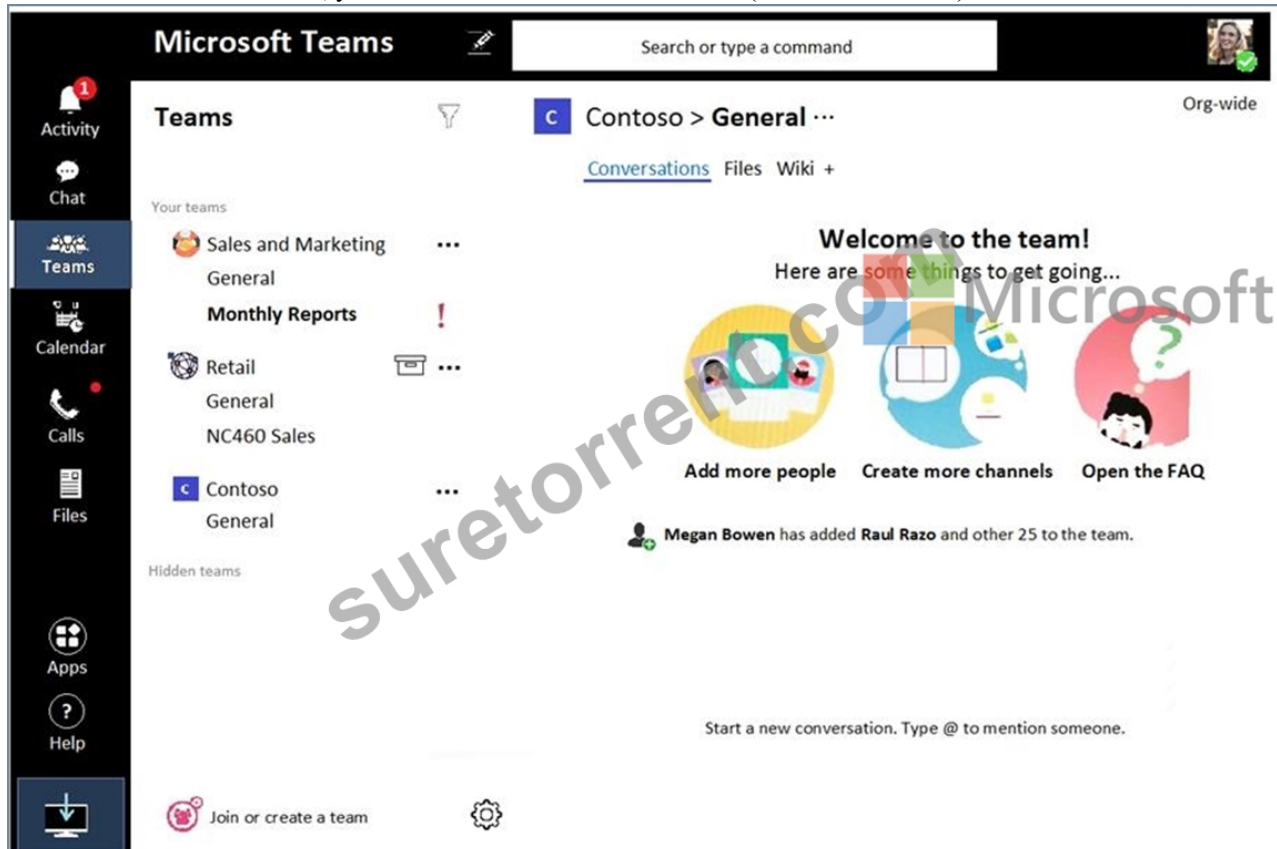 Microsoft Teams
Search or type a command
1
Activity
Chat
Teams
Calendar
Calls
Files
Apps
Help
Teams
Your teams
Sales and Marketing
General
Monthly Reports !
Retail
General
NC460 Sales
C Contoso
General
Hidden teams
Join or create a team
C Contoso > General ...
Org-wide
Conversations Files Wiki +
Welcome to the team!
Here are some things to get going...
Microsoft
Add more people Create more channels Open the FAQ
Megan Bowen has added Raul Razo and other 25 to the team.
Start a new conversation. Type @ to mention someone.
suretorrent.com